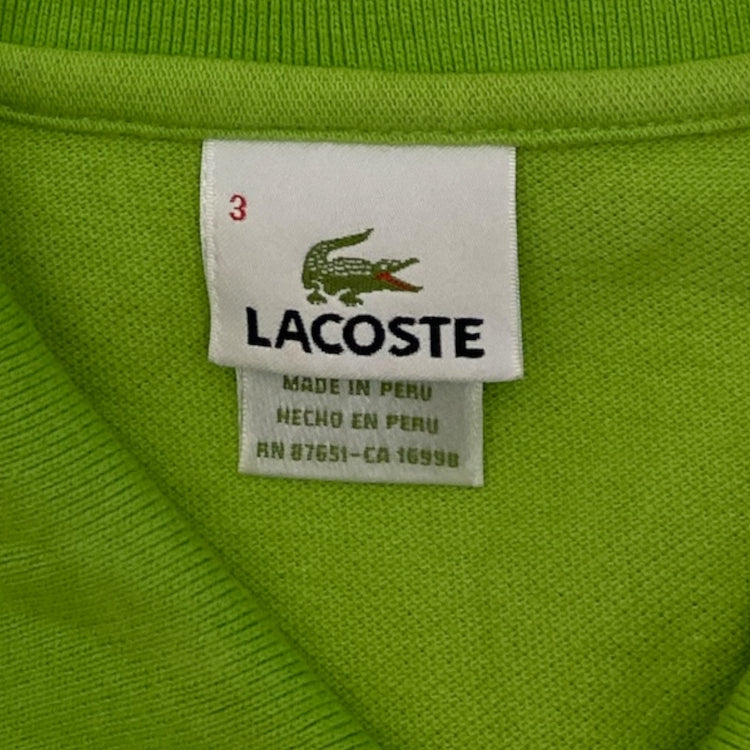 3
LACOSTE
MADE IN PERU
HECHO EN PERU
RN 87651-CA 16998